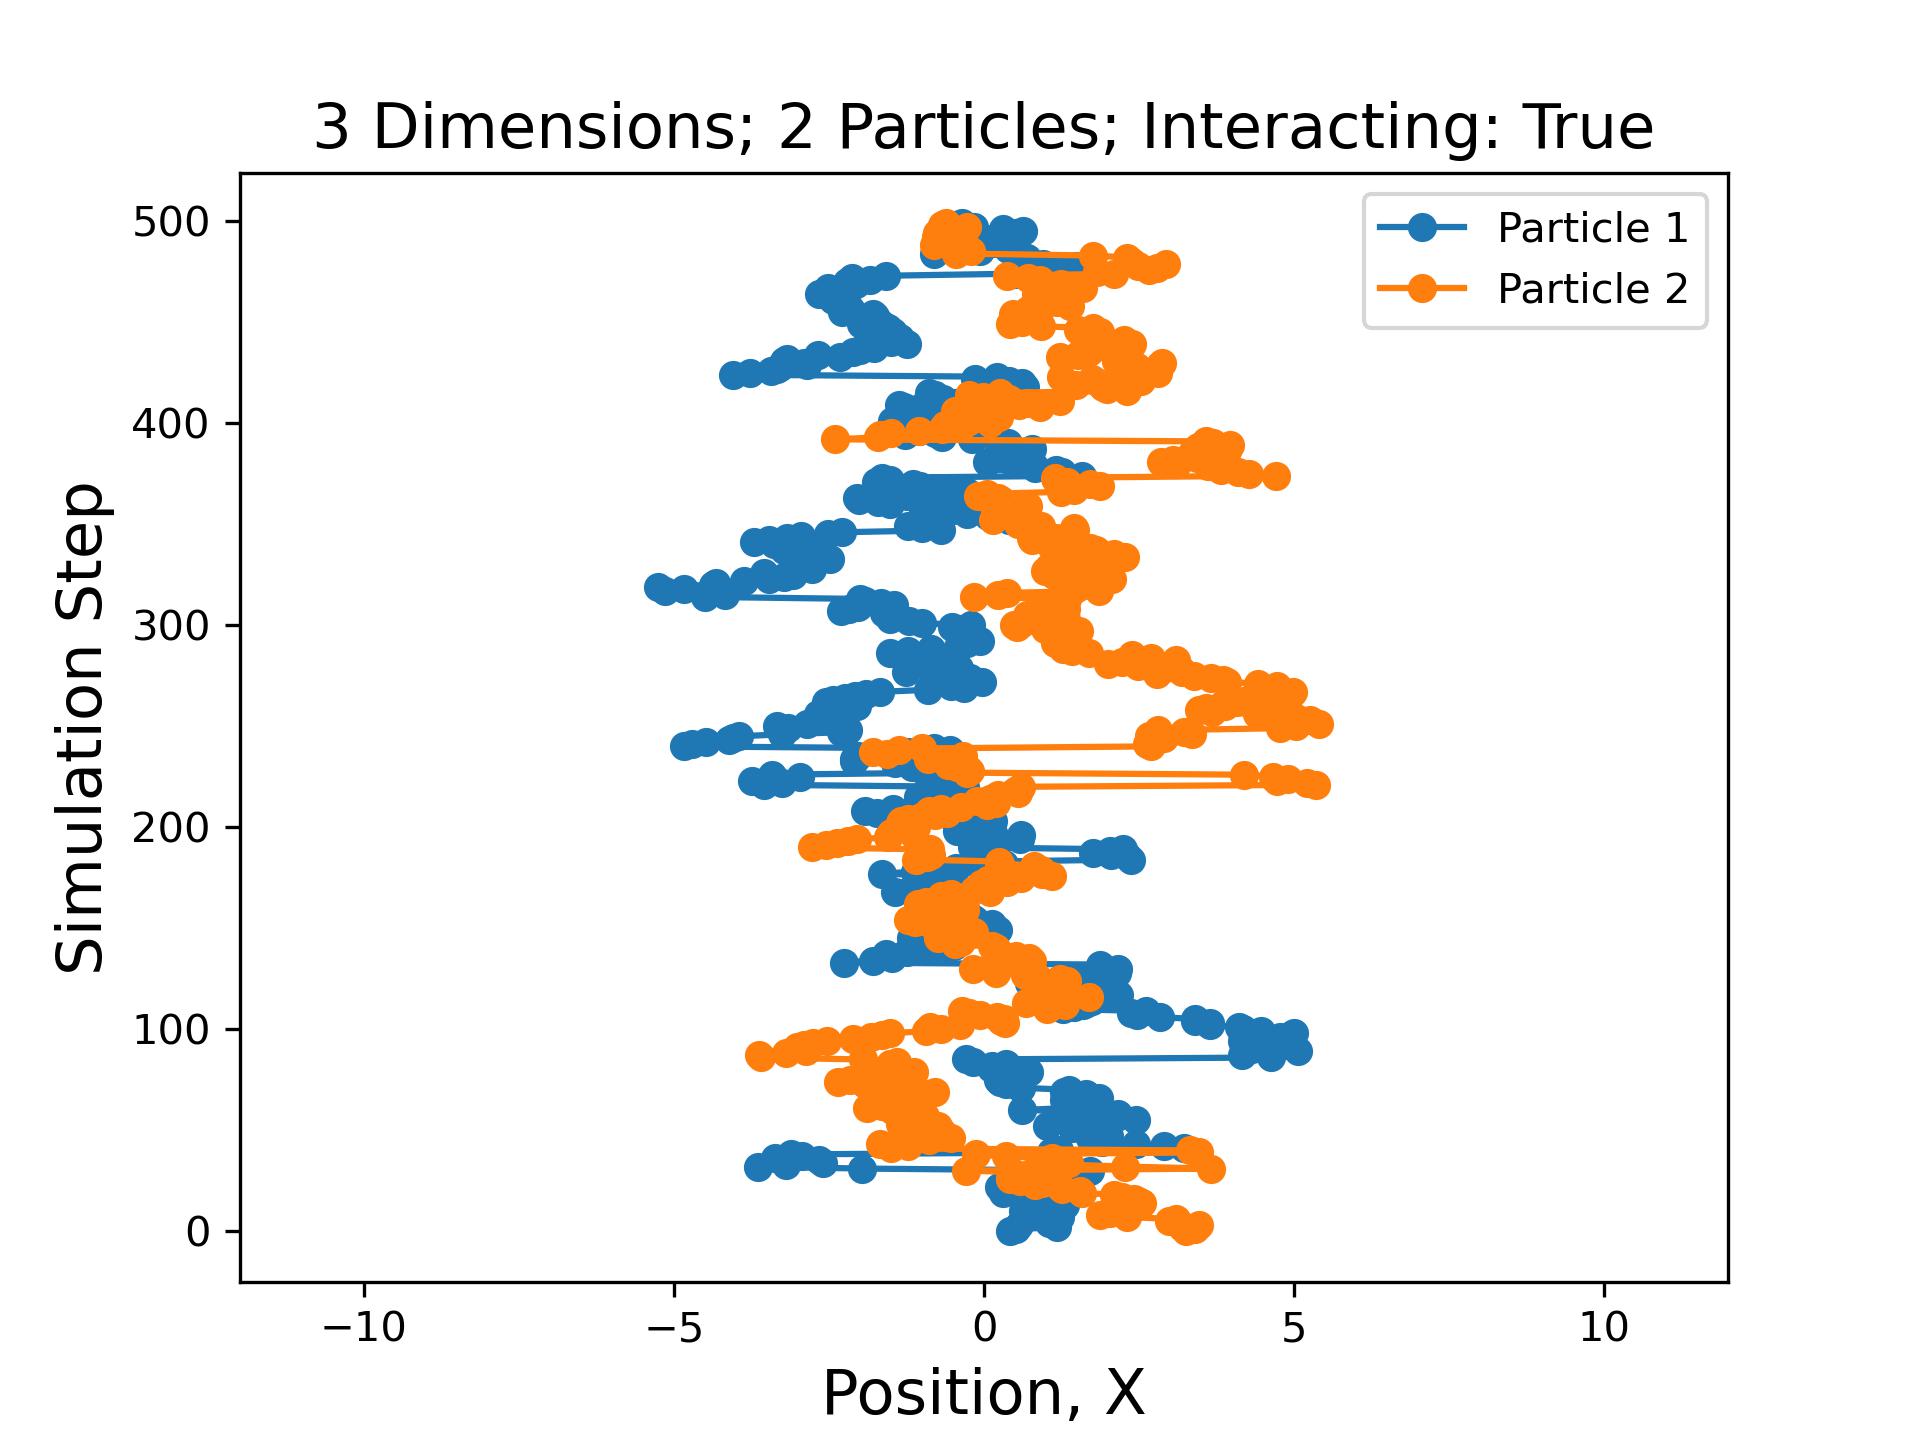 3 Dimensions; 2 Particles; Interacting: True
Particle 1
Particle 2
Simulation Step
500
400
300
200
100
0
−10
−5
0
5
10
Position, X